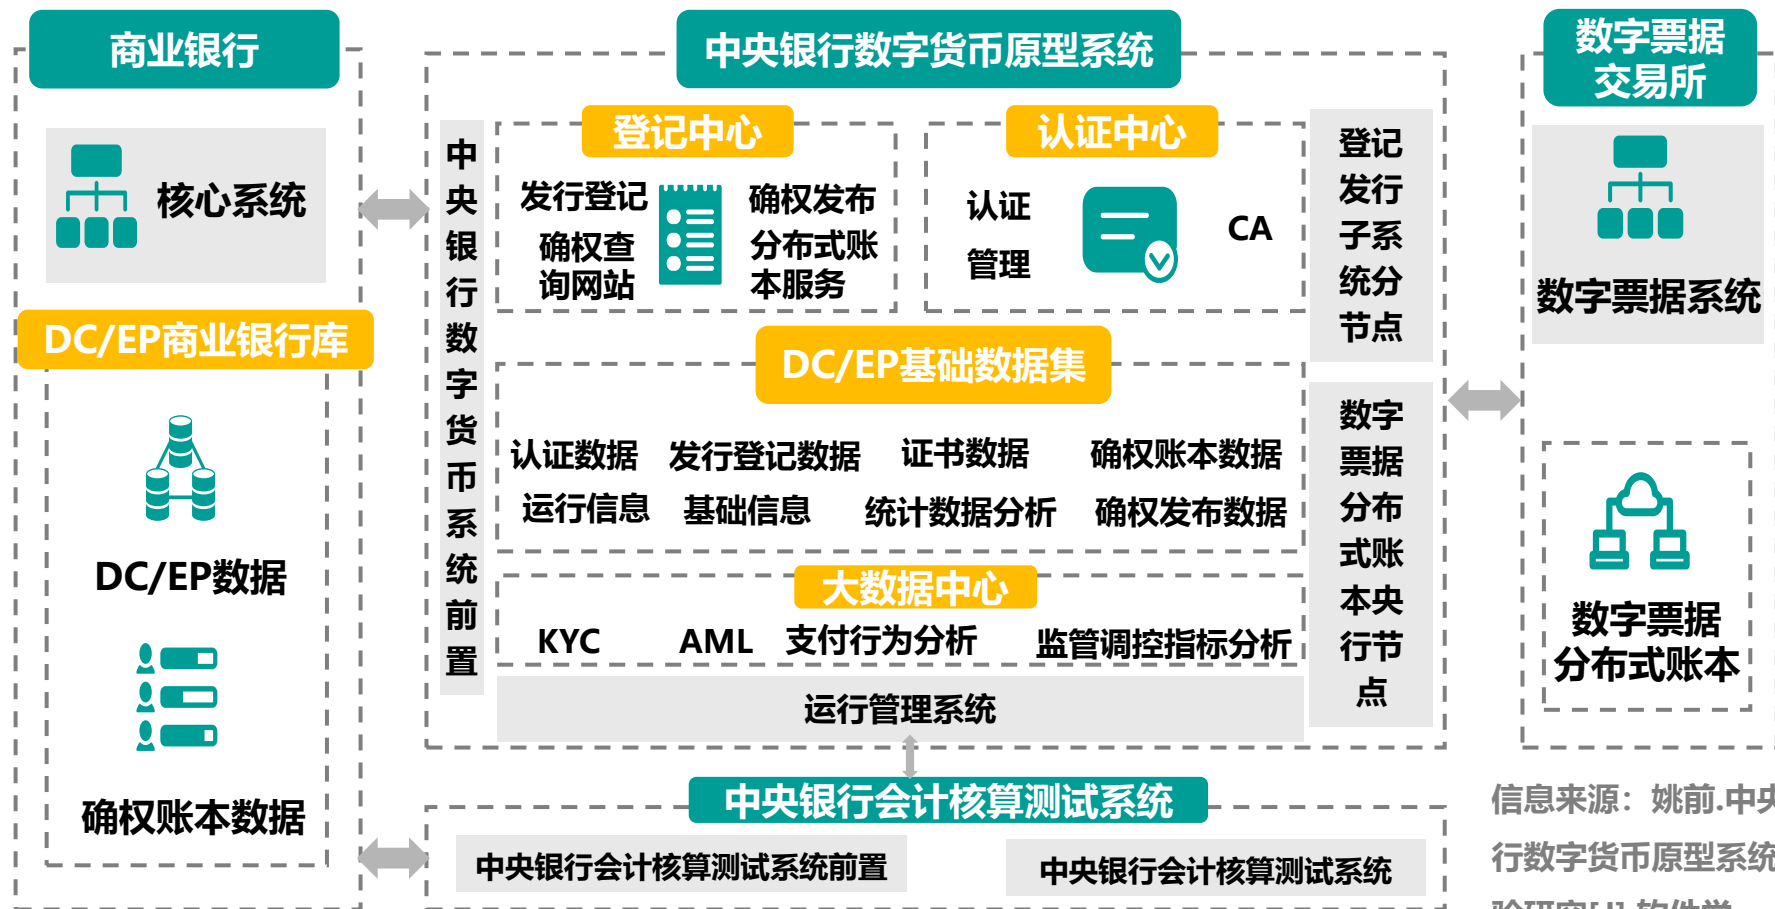 商业银行
核心系统
DC/EP商业银行库
DC/EP数据
确权账本数据
中央银行数字货币原型系统
中
央
银
行
数
字
货
币
系
统
前
置
登记中心
发行登记
确权查
询网站
确权发布
分布式账
本服务
认证中心
认证
管理
CA
DC/EP基础数据集
认证数据
发行登记数据
证书数据
确权账本数据
运行信息
基础信息
统计数据分析
确权发布数据
大数据中心
KYC
AML
支付行为分析
监管调控指标分析
运行管理系统
登记
发行
子系
统分
节点
数字
票据
分布
式账
本央
行节
点
中央银行会计核算测试系统
中央银行会计核算测试系统前置
中央银行会计核算测试系统
数字票据
交易所
数字票据系统
数字票据
分布式账本
信息来源：姚前.中央
行数字货币原型系统
验研究[J].软件学